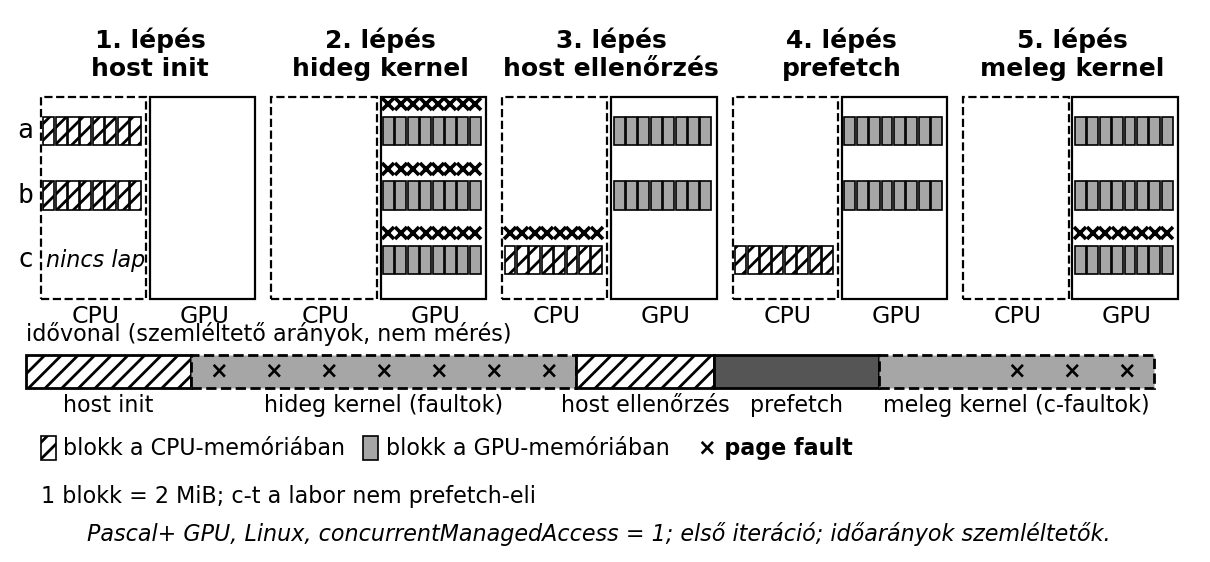 1. lépés
host init
2. lépés
hideg kernel
3. lépés
host ellenőrzés
4. lépés
prefetch
5. lépés
meleg kernel
a
b
c
nincs lap
CPU GPU CPU GPU CPU GPU CPU GPU CPU GPU
idővonal (szemléltető arányok, nem mérés)
host init hideg kernel (faultok) host ellenőrzés prefetch meleg kernel (c-faultok)
blokk a CPU-memóriában blokk a GPU-memóriában × page fault
1 blokk = 2 MiB; c-t a labor nem prefetch-eli
Pascal+ GPU, Linux, concurrentManagedAccess = 1; első iteráció; időarányok szemléltetők.